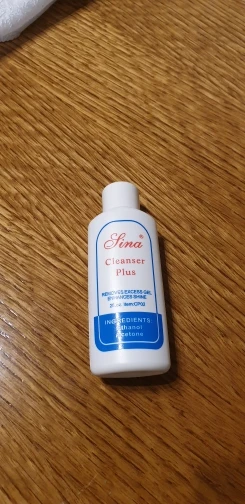 Sina®
Cleanser
Plus
REMOVES EXCESS GEL
ENHANCES SHINE
INGREDIENTS
Ethanol
Acetone